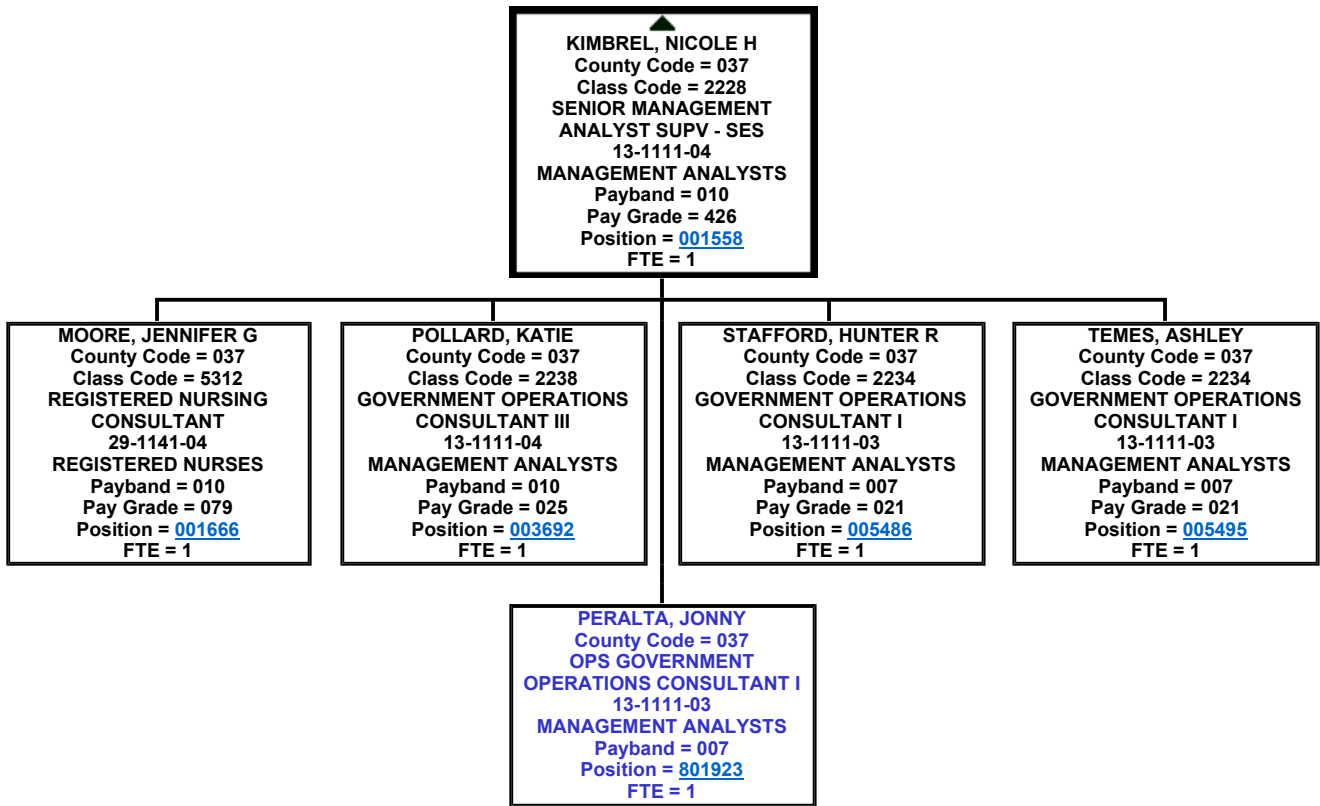 KIMBREL, NICOLE H
County Code = 037
Class Code = 2228
SENIOR MANAGEMENT
ANALYST SUPV - SES
13-1111-04
MANAGEMENT ANALYSTS
Payband = 010
Pay Grade = 426
Position = 001558
FTE = 1
MOORE, JENNIFER G
County Code = 037
Class Code = 5312
REGISTERED NURSING
CONSULTANT
29-1141-04
REGISTERED NURSES
Payband = 010
Pay Grade = 079
Position = 001666
FTE = 1
POLLARD, KATIE
County Code = 037
Class Code = 2238
GOVERNMENT OPERATIONS
CONSULTANT III
13-1111-04
MANAGEMENT ANALYSTS
Payband = 010
Pay Grade = 025
Position = 003692
FTE = 1
STAFFORD, HUNTER R
County Code = 037
Class Code = 2234
GOVERNMENT OPERATIONS
CONSULTANT I
13-1111-03
MANAGEMENT ANALYSTS
Payband = 007
Pay Grade = 021
Position = 005486
FTE = 1
TEMES, ASHLEY
County Code = 037
Class Code = 2234
GOVERNMENT OPERATIONS
CONSULTANT I
13-1111-03
MANAGEMENT ANALYSTS
Payband = 007
Pay Grade = 021
Position = 005495
FTE = 1
PERALTA, JONNY
County Code = 037
OPS GOVERNMENT
OPERATIONS CONSULTANT I
13-1111-03
MANAGEMENT ANALYSTS
Payband = 007
Position = 801923
FTE = 1